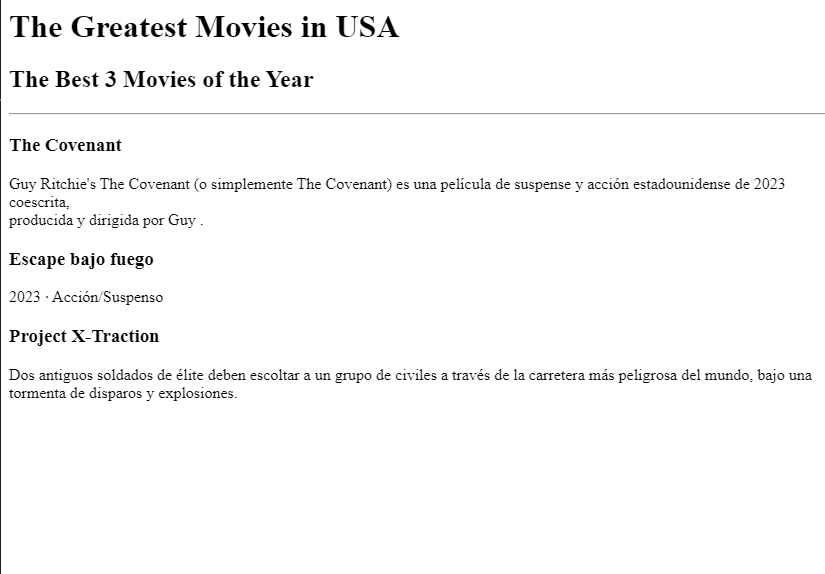 The Greatest Movies in USA
The Best 3 Movies of the Year
The Covenant
Guy Ritchie's The Covenant (o simplemente The Covenant) es una película de suspense y acción estadounidense de 2023
coescrita,
producida y dirigida por Guy .
Escape bajo fuego
2023 · Acción/Suspenso
Project X-Traction
Dos antiguos soldados de élite deben escoltar a un grupo de civiles a través de la carretera más peligrosa del mundo, bajo una
tormenta de disparos y explosiones.